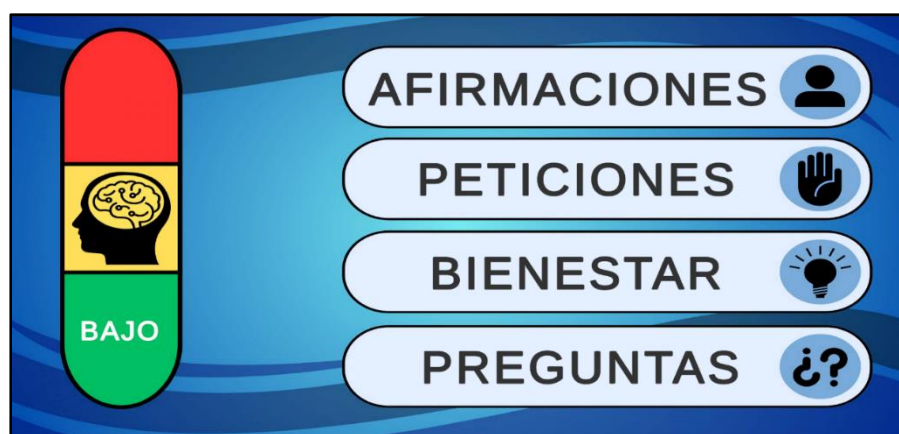 AFIRMACIONES
PETICIONES
BIENESTAR
BAJO
PREGUNTAS
¿?